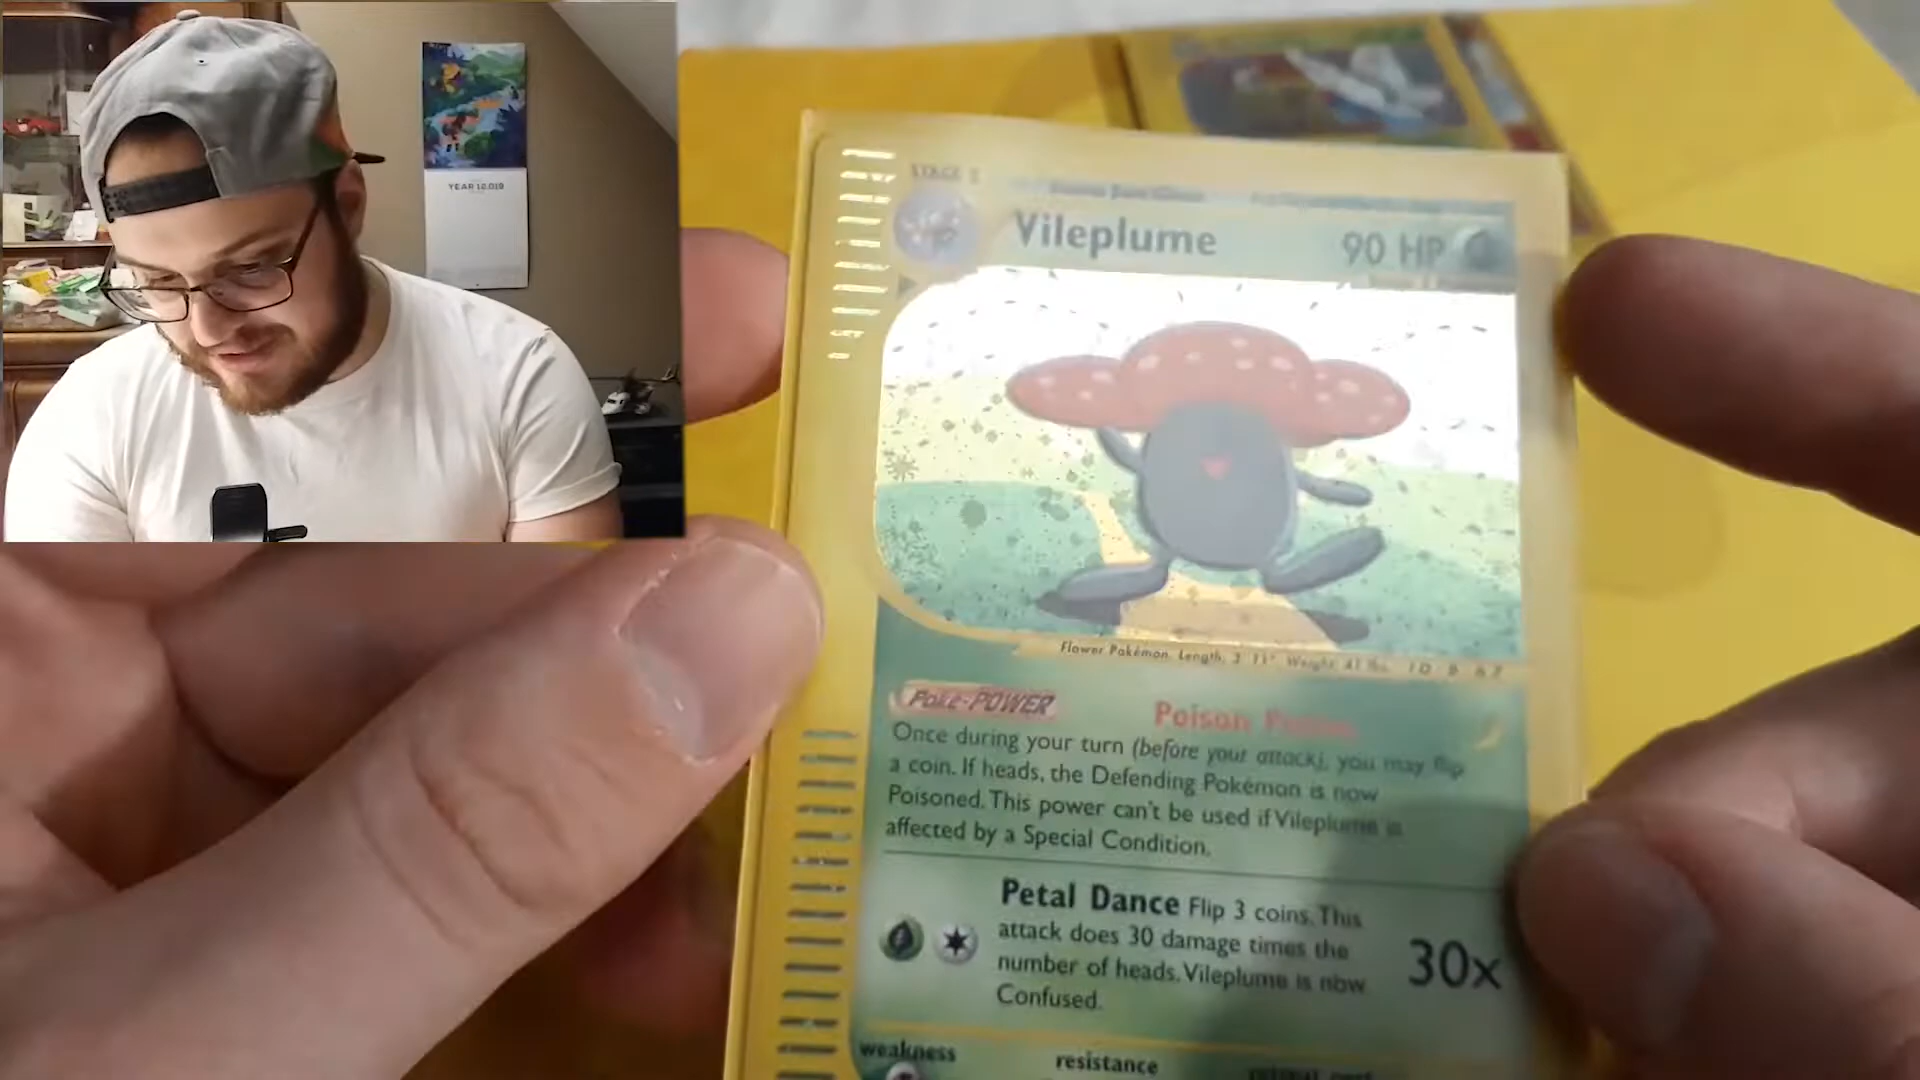 YEAR 10,019
STAGE 2
Vileplume 90 HP
Flower Pokémon. Length: 3' 11" Weight: 41 lbs.
Poké-POWER Poison
Once during your turn (before your attack), you may flip
a coin. If heads, the Defending Pokémon is now
Poisoned. This power can't be used if Vileplume is
affected by a Special Condition.
Petal Dance Flip 3 coins. This
attack does 30 damage times the
number of heads. Vileplume is now
Confused.
30x
weakness resistance retreat cost